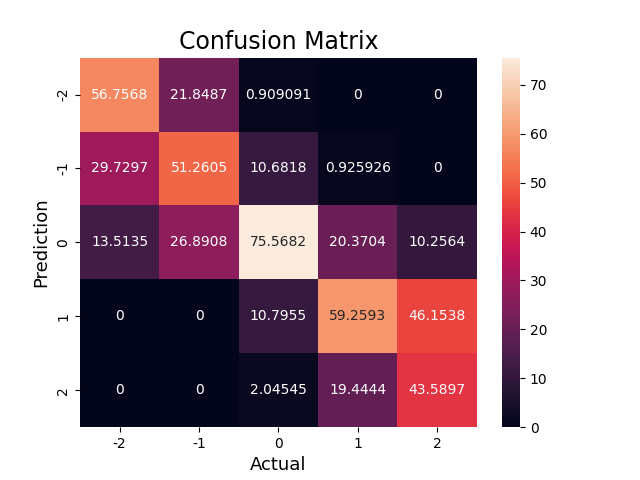 Confusion Matrix
-2 56.7568 21.8487 0.909091 0 0
-1 29.7297 51.2605 10.6818 0.925926 0
0 13.5135 26.8908 75.5682 20.3704 10.2564
1 0 0 10.7955 59.2593 46.1538
2 0 0 2.04545 19.4444 43.5897
-2 -1 0 1 2
Prediction
Actual
70
60
50
40
30
20
10
0